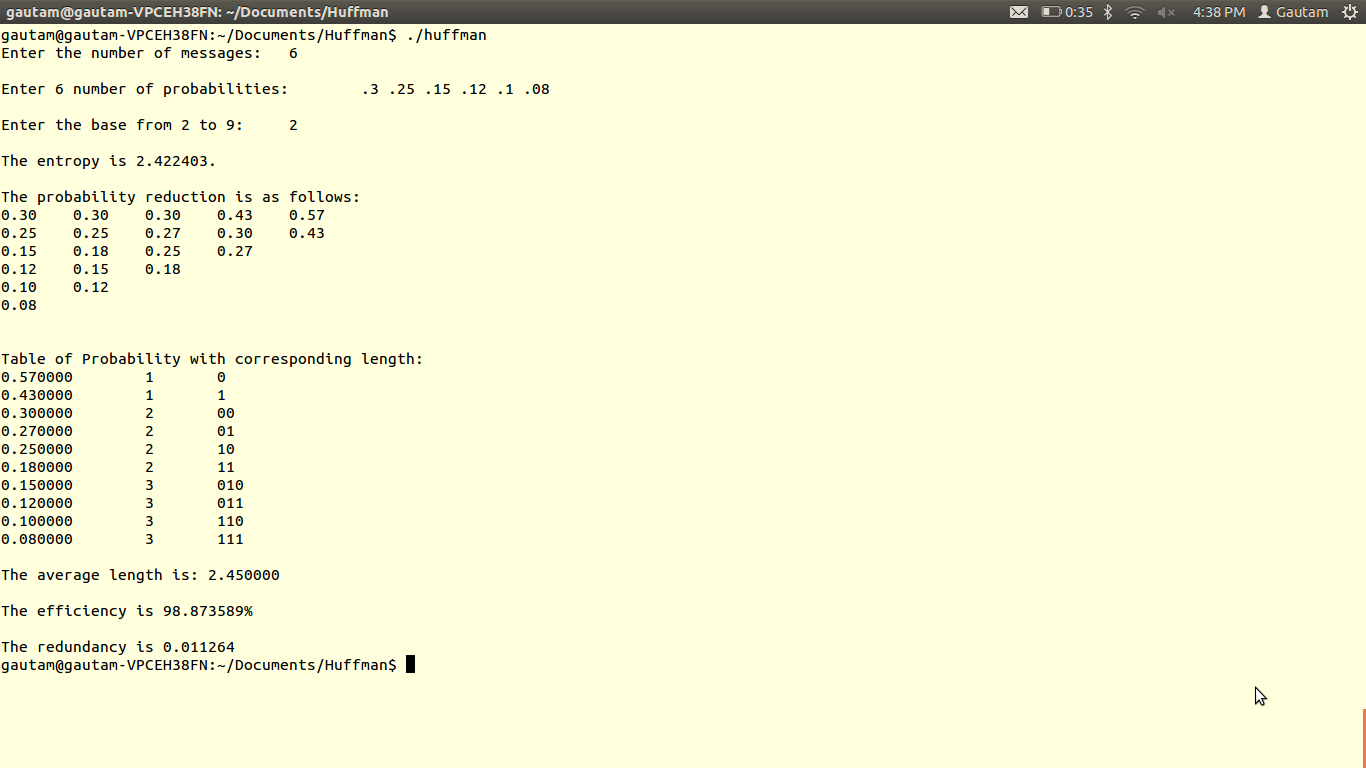 gautam@gautam-VPCEH38FN: ~/Documents/Huffman 0:35 4:38 PM Gautam
gautam@gautam-VPCEH38FN:~/Documents/Huffman$ ./huffman
Enter the number of messages: 6
Enter 6 number of probabilities: .3 .25 .15 .12 .1 .08
Enter the base from 2 to 9: 2
The entropy is 2.422403.
The probability reduction is as follows:
0.30 0.30 0.30 0.43 0.57
0.25 0.25 0.27 0.30 0.43
0.15 0.18 0.25 0.27
0.12 0.15 0.18
0.10 0.12
0.08
Table of Probability with corresponding length:
0.570000 1 0
0.430000 1 1
0.300000 2 00
0.270000 2 01
0.250000 2 10
0.180000 2 11
0.150000 3 010
0.120000 3 011
0.100000 3 110
0.080000 3 111
The average length is: 2.450000
The efficiency is 98.873589%
The redundancy is 0.011264
gautam@gautam-VPCEH38FN:~/Documents/Huffman$